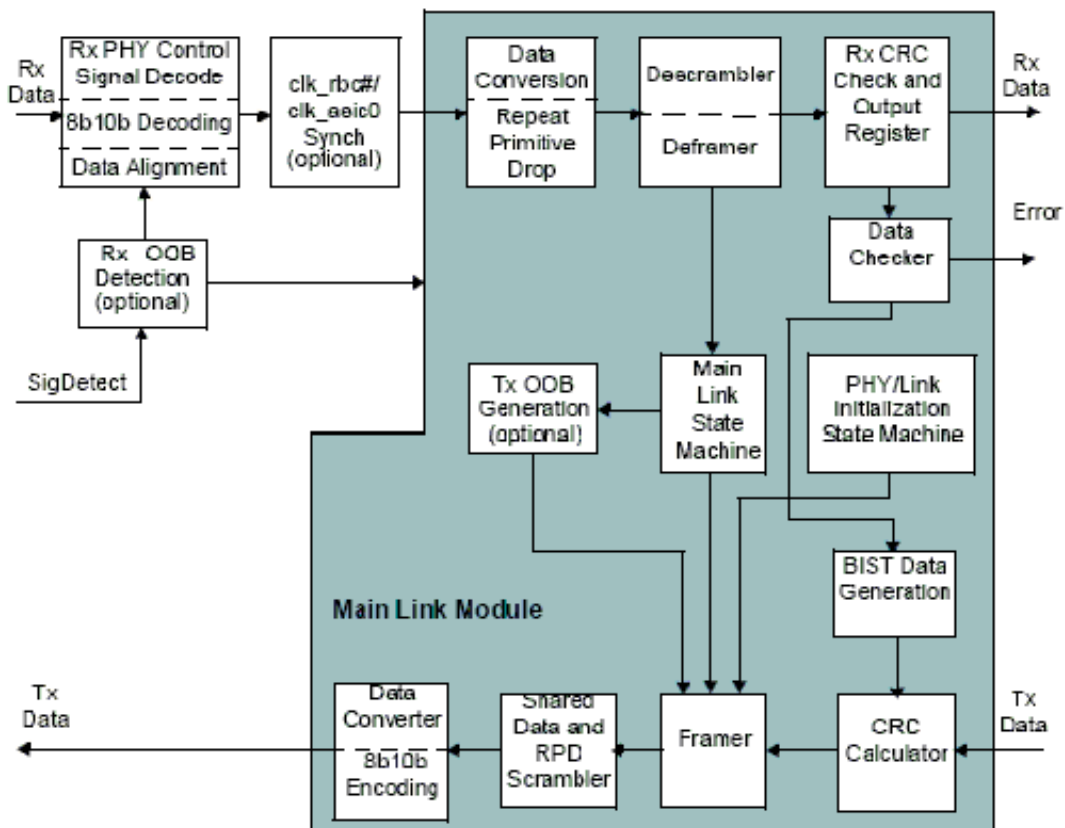 Rx
Data
Rx PHY Control
Signal Decode
8b10b Decoding
Data Alignment
clk_rbc#/
clk_asic0
Synch
(optional)
Data
Conversion
Repeat
Primitive
Drop
Descrambler
Deframer
Rx CRC
Check and
Output
Register
Rx
Data
Rx OOB
Detection
(optional)
SigDetect
Data
Checker
Error
Tx OOB
Generation
(optional)
Main
Link
State
Machine
PHY/Link
Initialization
State Machine
BIST Data
Generation
Main Link Module
Tx
Data
Data
Converter
8b10b
Encoding
Shared
Data and
RPD
Scrambler
Framer
CRC
Calculator
Tx
Data